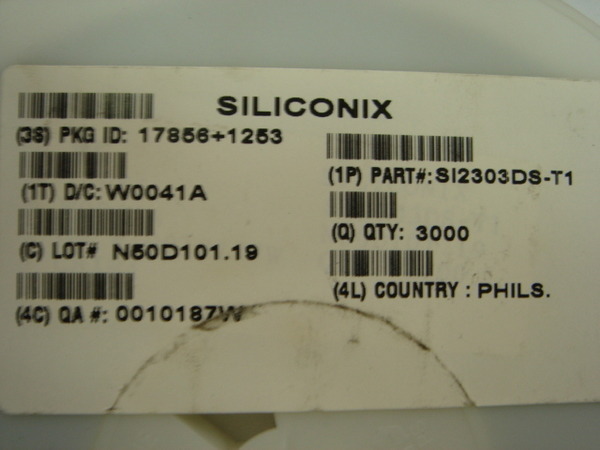 SILICONIX
(3S) PKG ID: 17856+1253
(1T) D/C: W0041A
(C) LOT# N50D101.19
(4C) QA #: 0010187W
(1P) PART#: SI2303DS-T1
(Q) QTY: 3000
(4L) COUNTRY : PHILS.